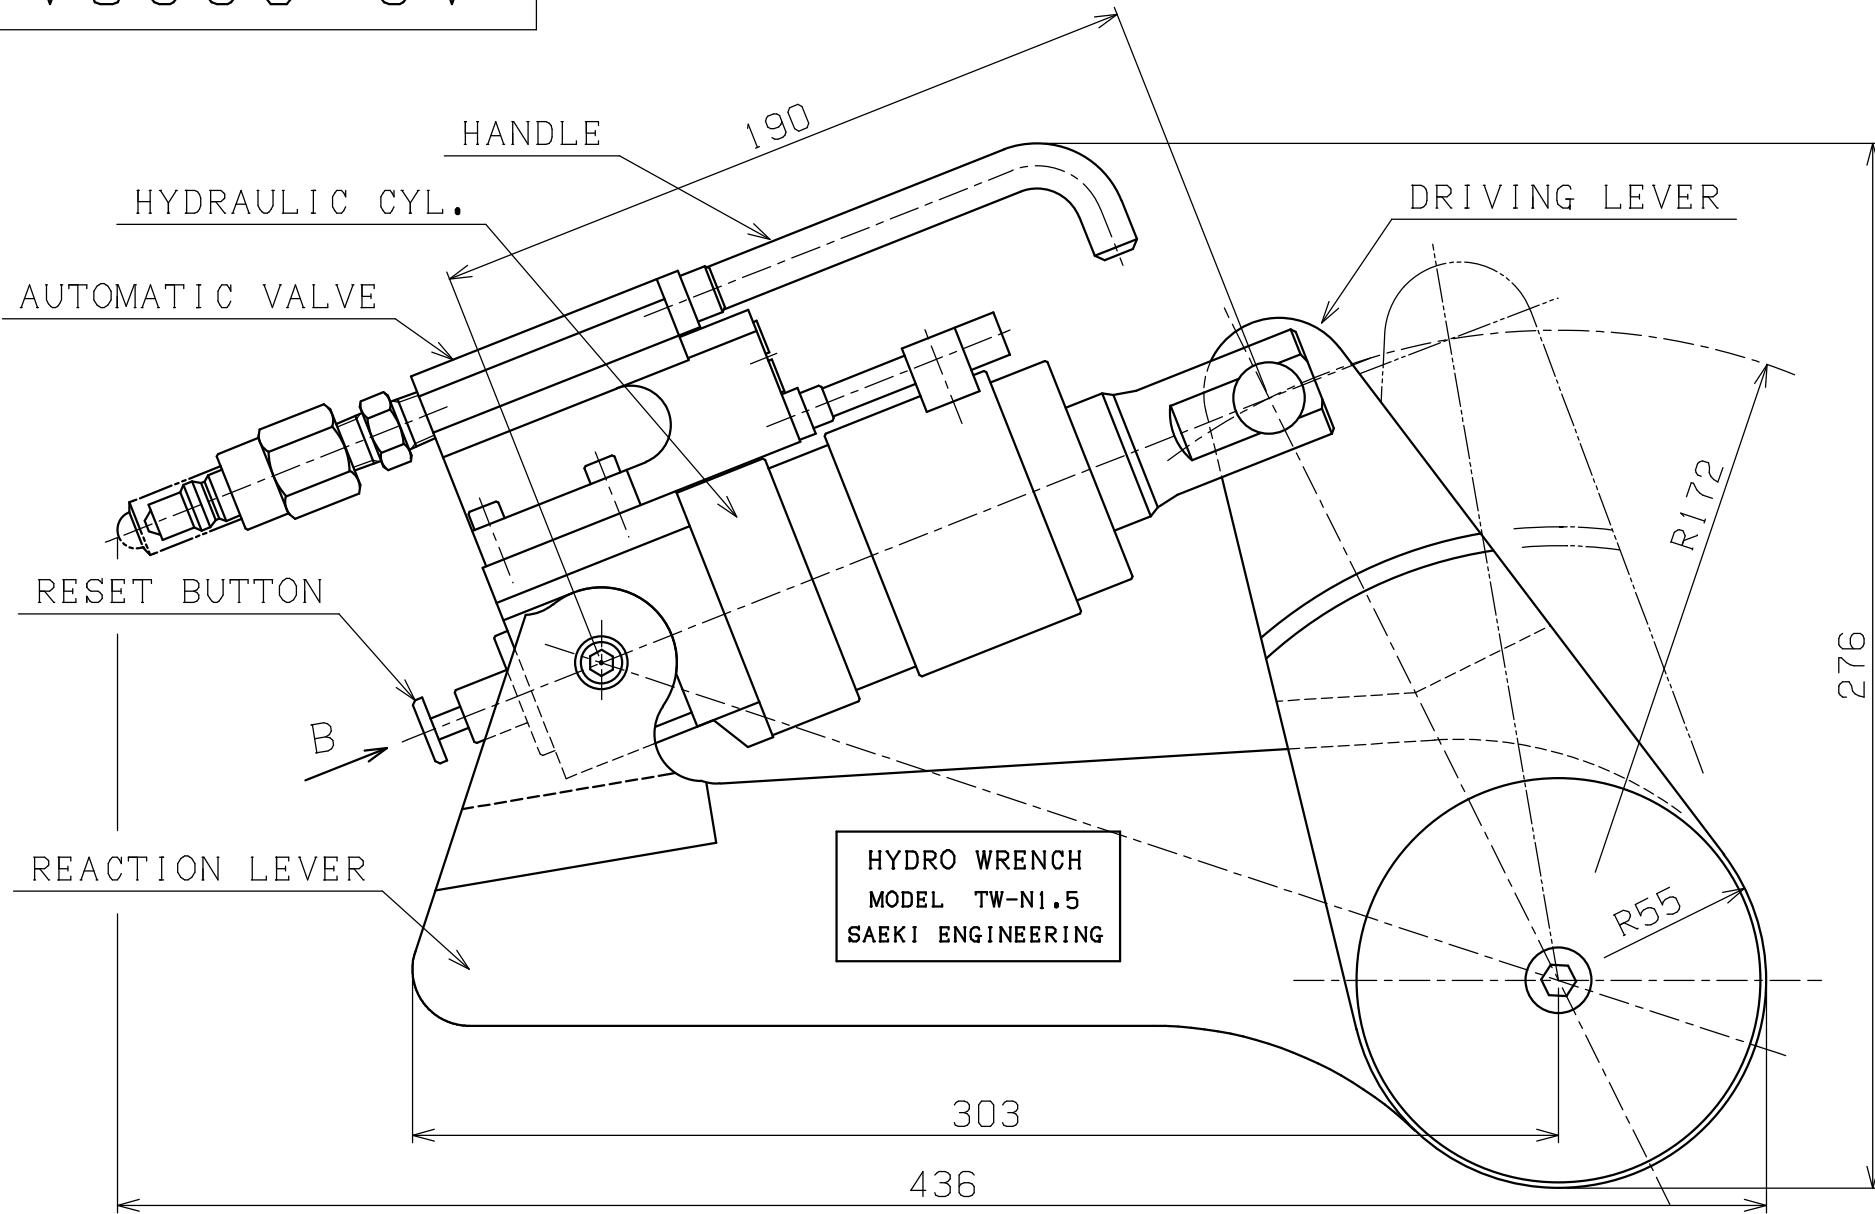 190
HANDLE
HYDRAULIC CYL.
DRIVING LEVER
AUTOMATIC VALVE
R172
RESET BUTTON
276
B
REACTION LEVER
HYDRO WRENCH
MODEL TW-N1.5
SAEKI ENGINEERING
R55
303
436